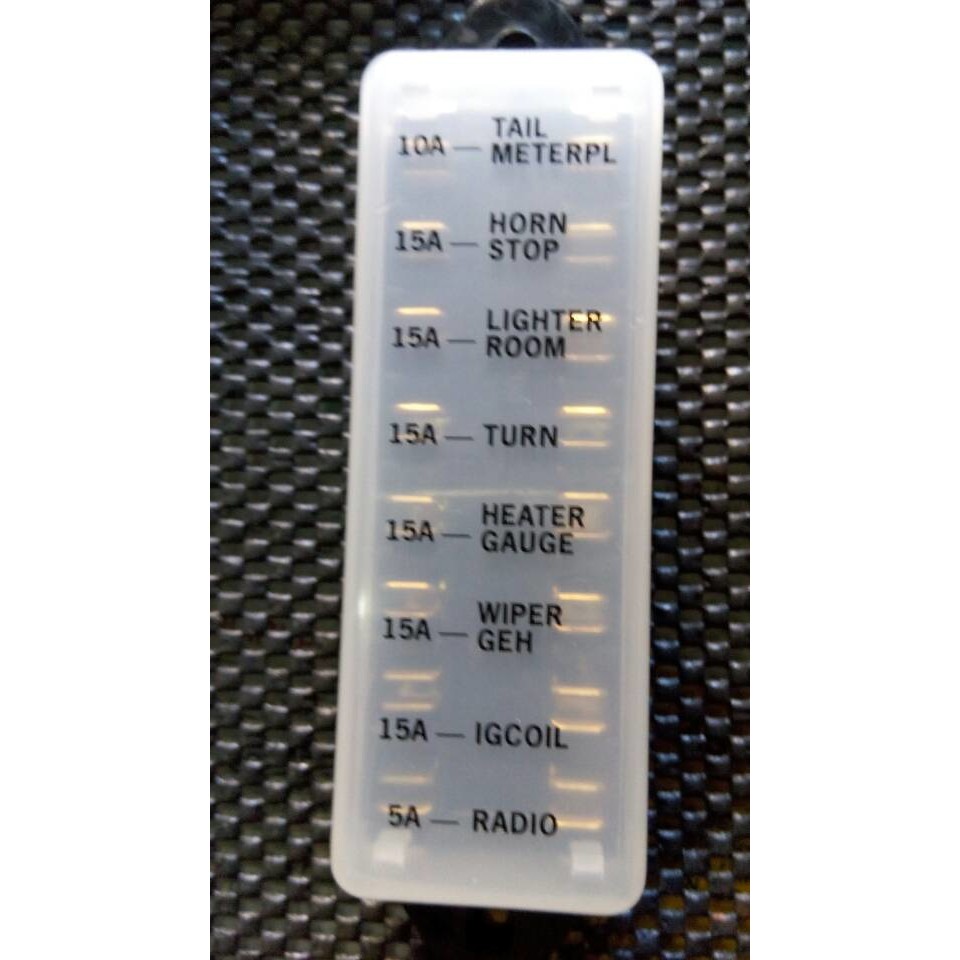 10A — TAIL
METERPL
15A — HORN
STOP
15A — LIGHTER
ROOM
15A — TURN
15A — HEATER
GAUGE
15A — WIPER
GEH
15A — IGCOIL
5A — RADIO